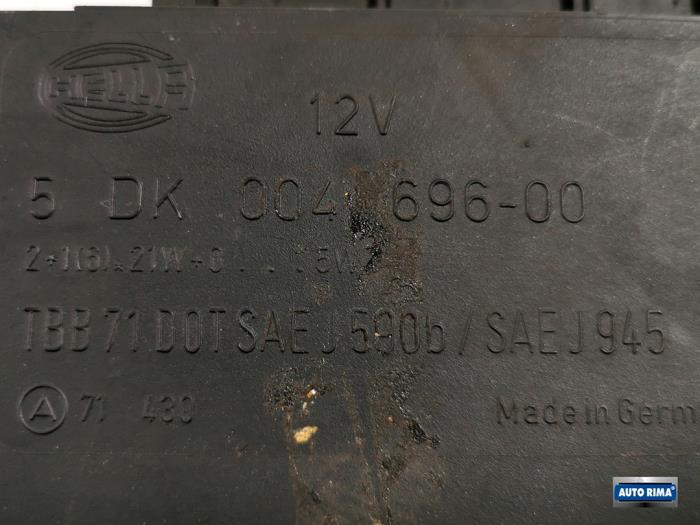 HELLA
12V
5 DK 004 696-00
TBB 71 DOT SAE J 590b / SAE J 945
A 71 430
Made in Germ
AUTO RIMA